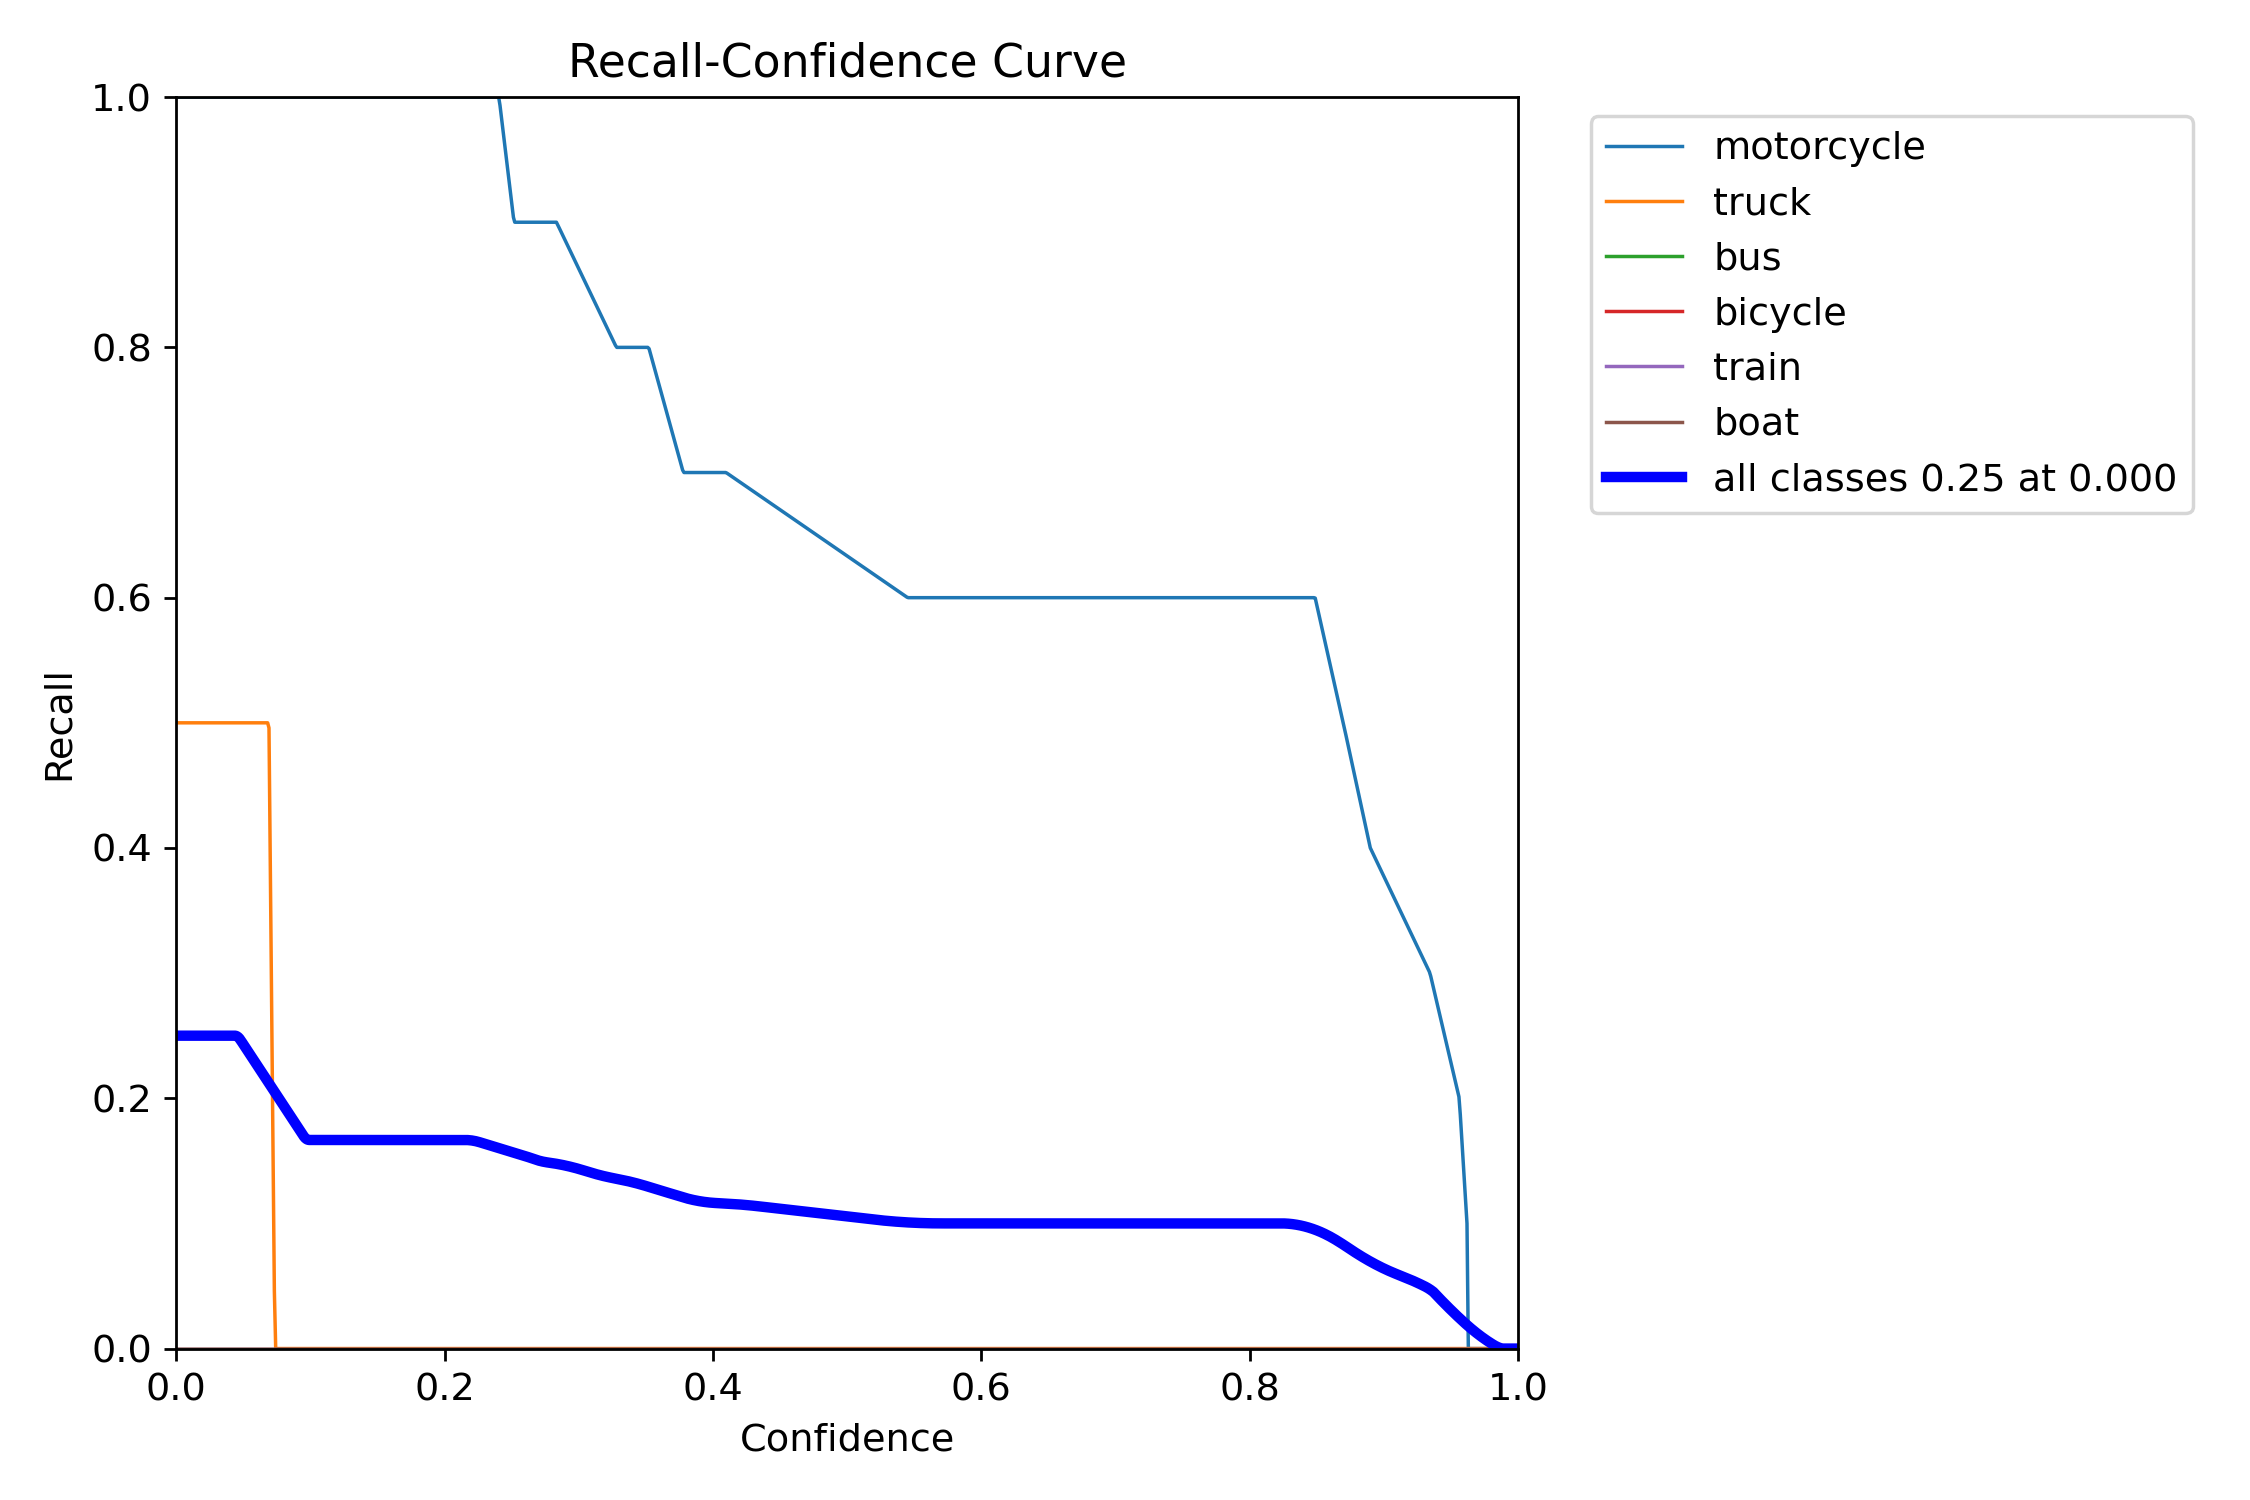 Recall-Confidence Curve
1.0
0.8
0.6
0.4
0.2
0.0
Recall
0.0 0.2 0.4 0.6 0.8 1.0
Confidence
motorcycle
truck
bus
bicycle
train
boat
all classes 0.25 at 0.000